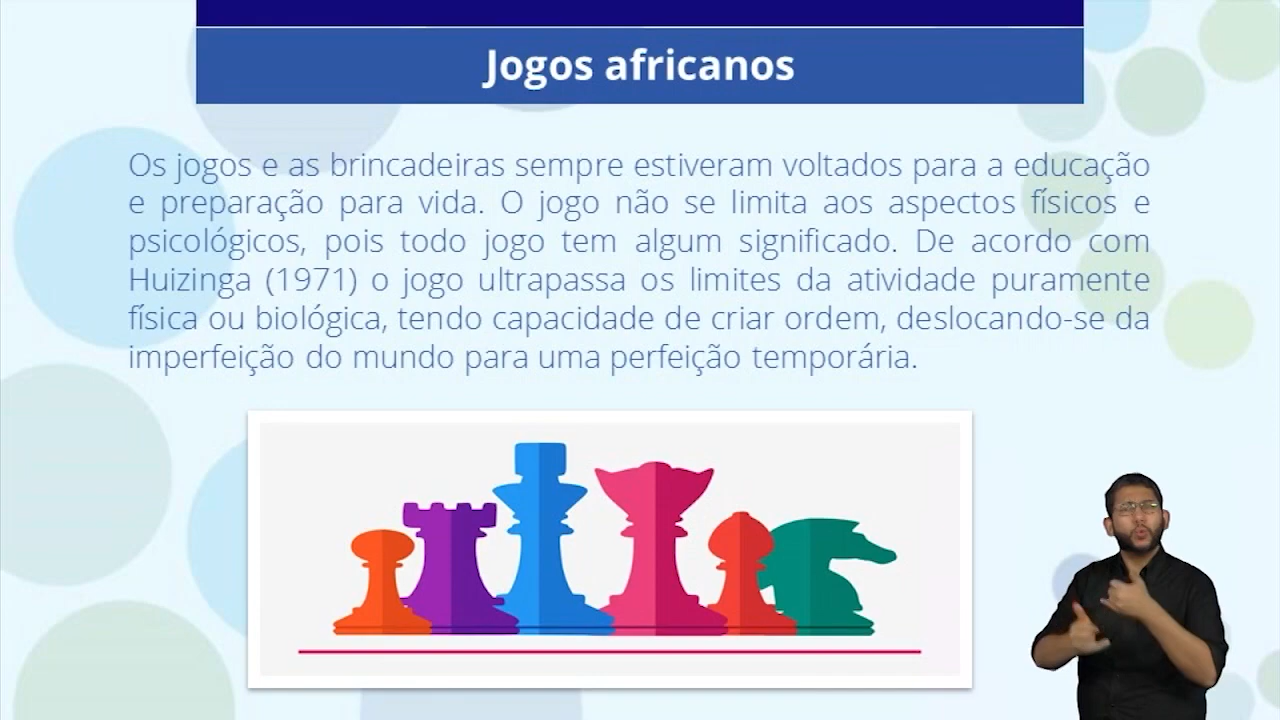 Jogos africanos
Os jogos e as brincadeiras sempre estiveram voltados para a educação
e preparação para vida. O jogo não se limita aos aspectos físicos e
psicológicos, pois todo jogo tem algum significado. De acordo com
Huizinga (1971) o jogo ultrapassa os limites da atividade puramente
física ou biológica, tendo capacidade de criar ordem, deslocando-se da
imperfeição do mundo para uma perfeição temporária.